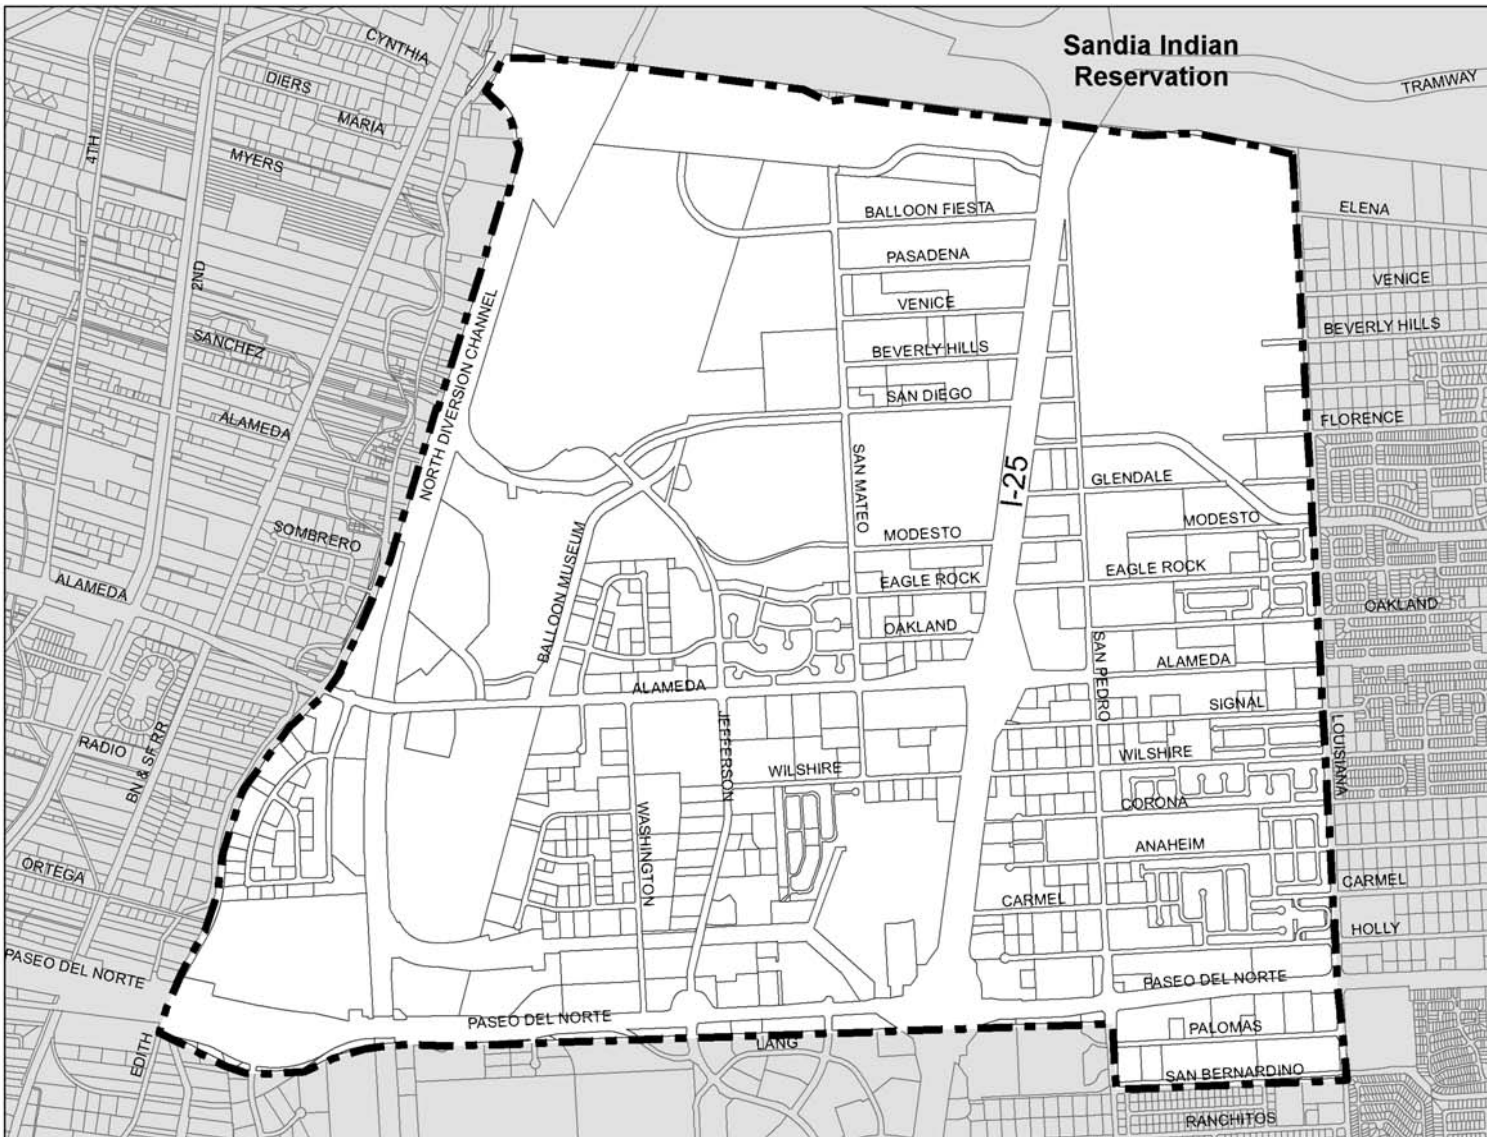 Sandia Indian
Reservation
TRAMWAY
CYNTHIA
DIERS
MARIA
4TH
MYERS
2ND
SANCHEZ
ALAMEDA
NORTH DIVERSION CHANNEL
SOMBRERO
ALAMEDA
RADIO
BN & SF RR
ORTEGA
PASEO DEL NORTE
EDITH
BALLOON FIESTA
PASADENA
VENICE
BEVERLY HILLS
SAN DIEGO
SAN MATEO
I-25
MODESTO
EAGLE ROCK
OAKLAND
BALLOON MUSEUM
ALAMEDA
JEFFERSON
WILSHIRE
WASHINGTON
PASEO DEL NORTE
LANG
GLENDALE
MODESTO
EAGLE ROCK
SAN PEDRO
ALAMEDA
SIGNAL
WILSHIRE
CORONA
ANAHEIM
CARMEL
PASEO DEL NORTE
PALOMAS
SAN BERNARDINO
RANCHITOS
ELENA
VENICE
BEVERLY HILLS
FLORENCE
OAKLAND
LOUISIANA
CARMEL
HOLLY